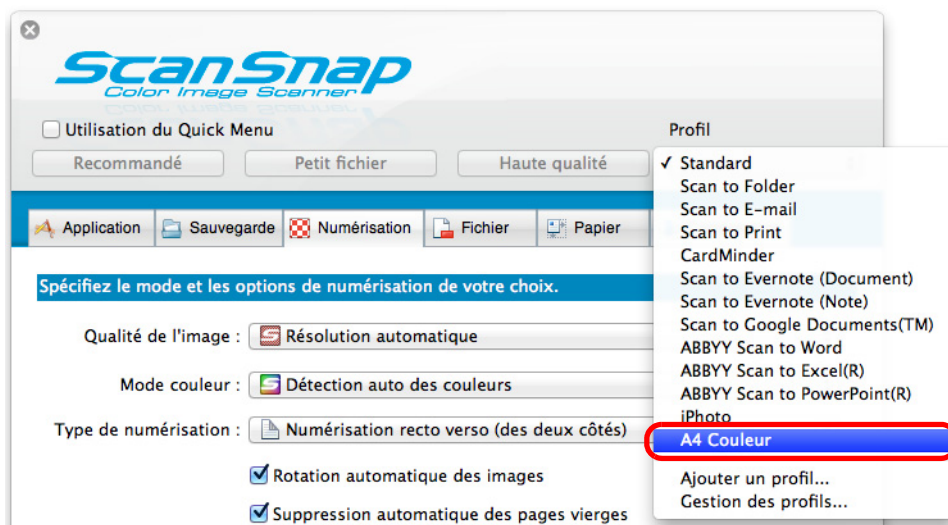 ScanSnap
Color Image Scanner
Utilisation du Quick Menu
Profil
Recommandé
Petit fichier
Haute qualité
✓ Standard
Scan to Folder
Scan to E-mail
Scan to Print
CardMinder
Scan to Evernote (Document)
Scan to Evernote (Note)
Scan to Google Documents(TM)
ABBYY Scan to Word
ABBYY Scan to Excel(R)
ABBYY Scan to PowerPoint(R)
iPhoto
A4 Couleur
Ajouter un profil...
Gestion des profils...
Application
Sauvegarde
Numérisation
Fichier
Papier
Spécifiez le mode et les options de numérisation de votre choix.
Qualité de l'image : Résolution automatique
Mode couleur : Détection auto des couleurs
Type de numérisation : Numérisation recto verso (des deux côtés)
Rotation automatique des images
Suppression automatique des pages vierges